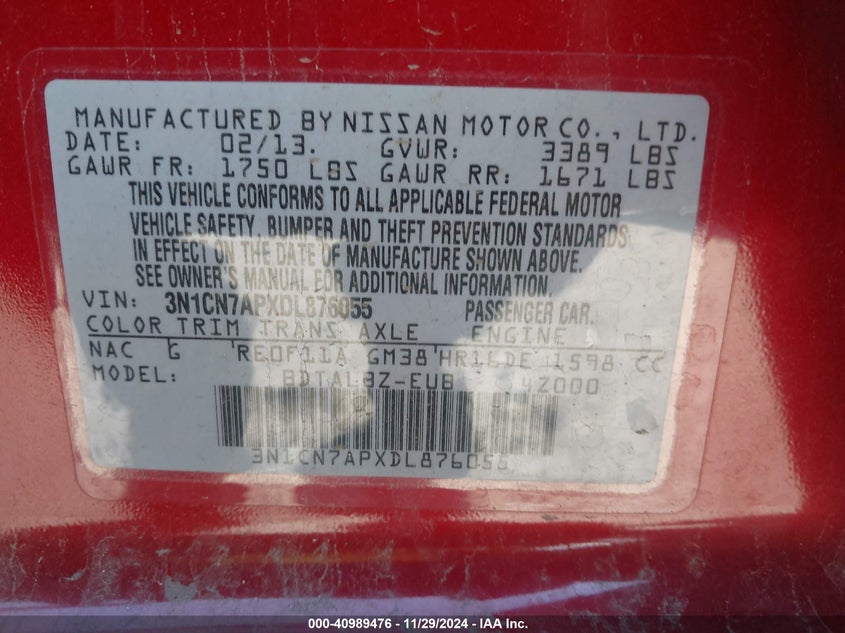 MANUFACTURED BY NISSAN MOTOR CO., LTD.
DATE: 02/13. GVWR: 3389 LBS
GAWR FR: 1750 LBS GAWR RR: 1671 LBS
THIS VEHICLE CONFORMS TO ALL APPLICABLE FEDERAL MOTOR
VEHICLE SAFETY, BUMPER AND THEFT PREVENTION STANDARDS
IN EFFECT ON THE DATE OF MANUFACTURE SHOWN ABOVE.
SEE OWNER'S MANUAL FOR ADDITIONAL INFORMATION.
VIN: 3N1CN7APXDL876055 PASSENGER CAR.
COLOR TRIM TRANS AXLE ENGINE
NAC G RE0F11A GM38 HR16DE 1598 CC
MODEL:
3N1CN7APXDL876055
000-40989476 - 11/29/2024 - IAA Inc.